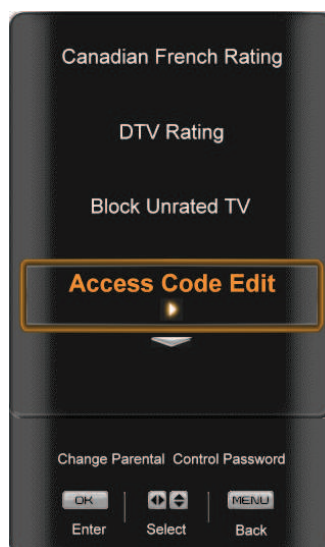 Canadian French Rating
DTV Rating
Block Unrated TV
Access Code Edit
Change Parental Control Password
OK MENU
Enter Select Back